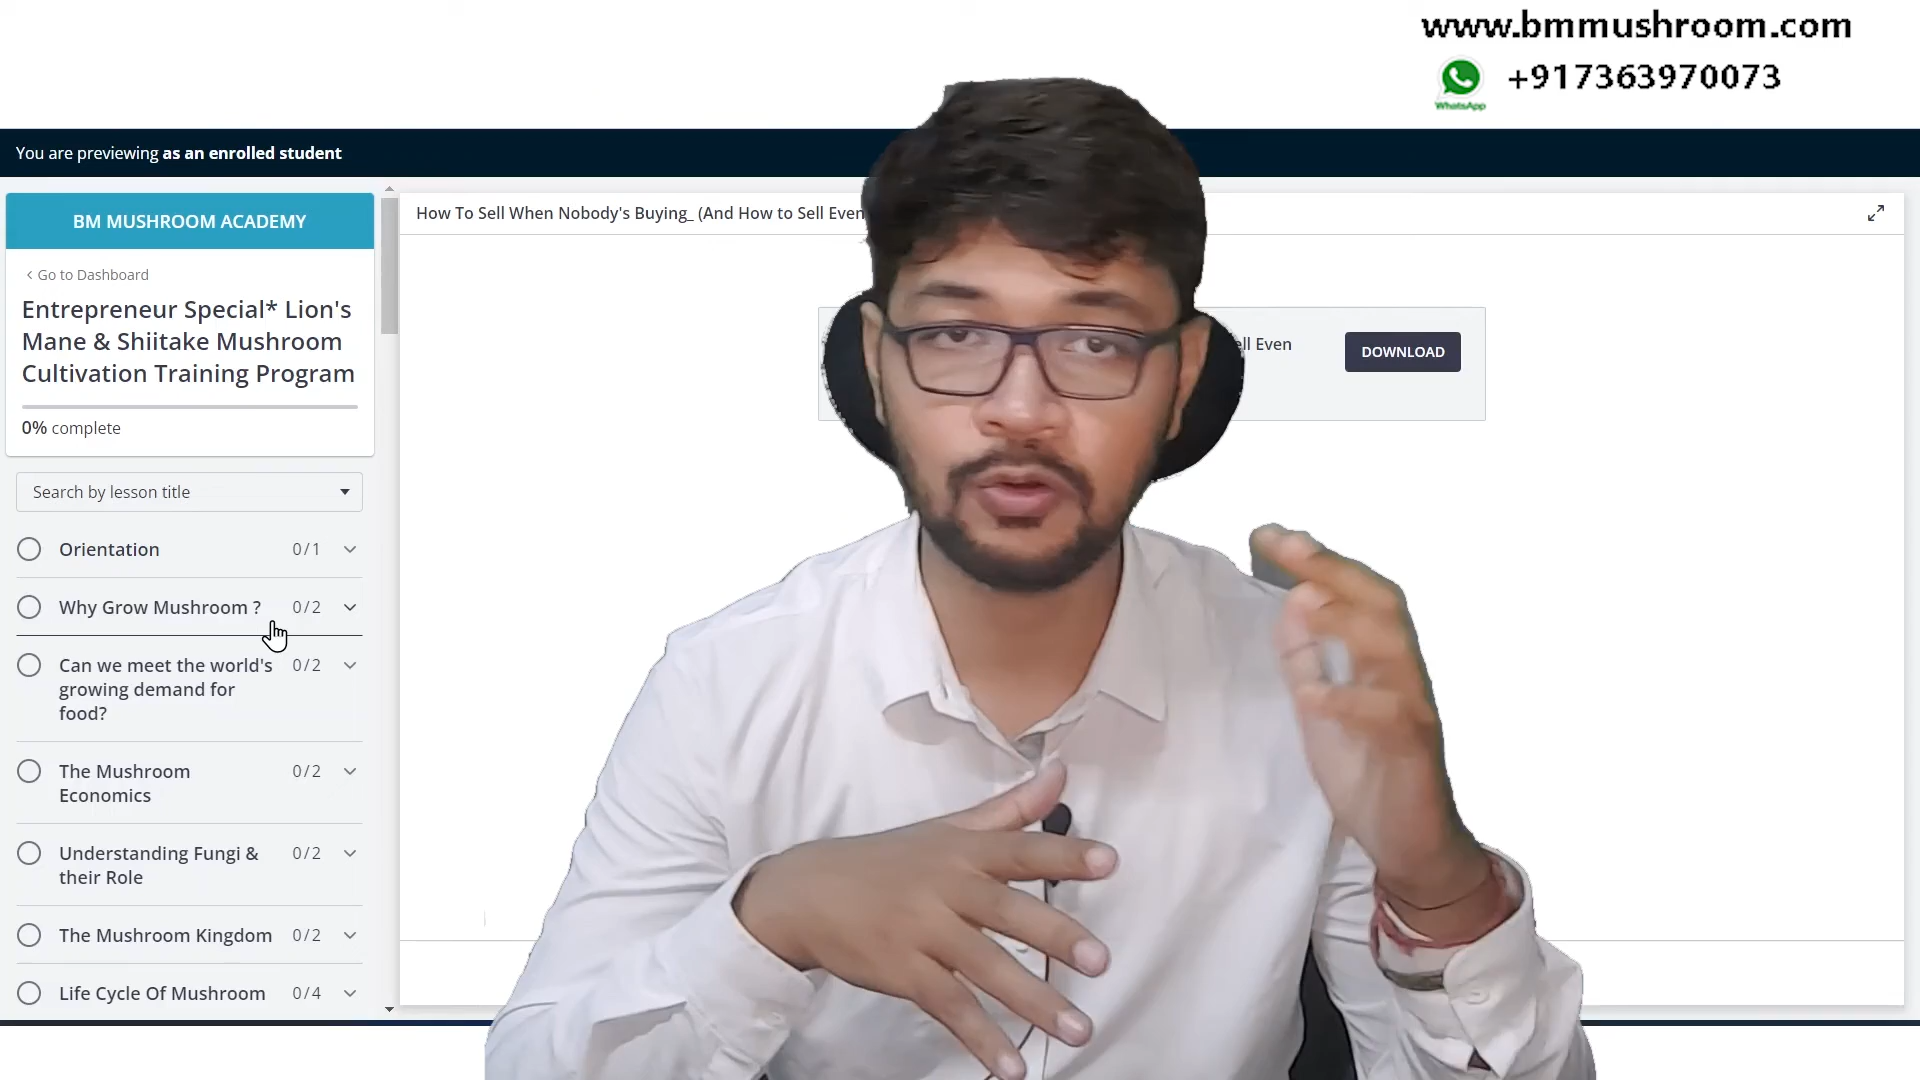 www.bmmushroom.com
WhatsApp
+917363970073
You are previewing as an enrolled student
BM MUSHROOM ACADEMY
< Go to Dashboard
Entrepreneur Special* Lion's
Mane & Shiitake Mushroom
Cultivation Training Program
0% complete
Search by lesson title
Orientation 0/1
Why Grow Mushroom ? 0/2
Can we meet the world's 0/2
growing demand for
food?
The Mushroom 0/2
Economics
Understanding Fungi & 0/2
their Role
The Mushroom Kingdom 0/2
Life Cycle Of Mushroom 0/4
How To Sell When Nobody's Buying_ (And How to Sell Even
Even
DOWNLOAD